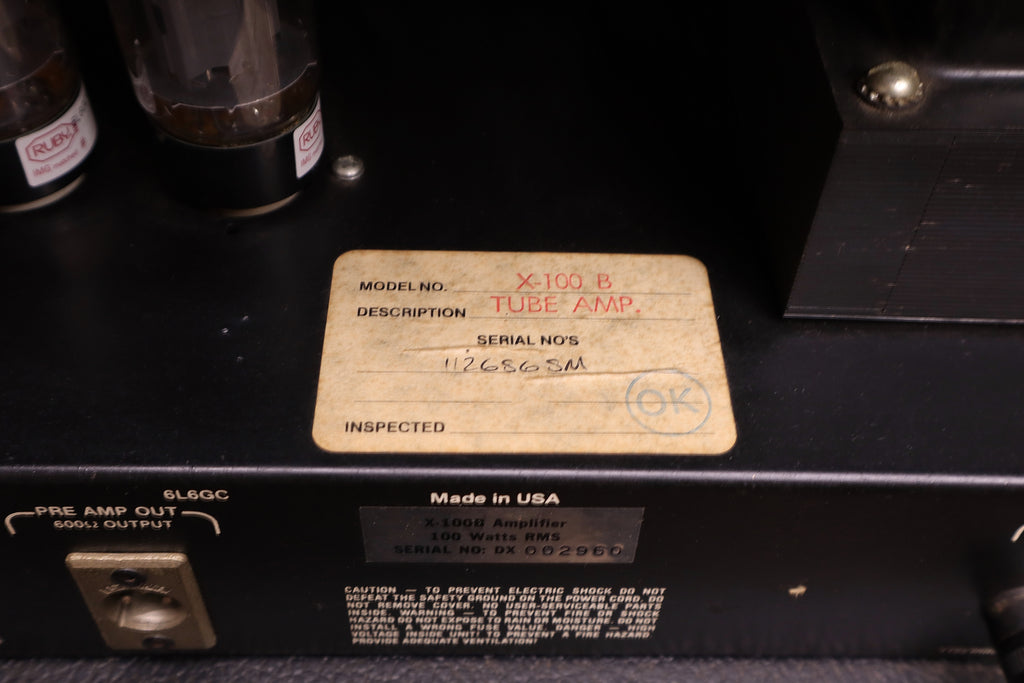 RUBY
IMG matched
RUBY
MODEL NO. X-100 B
DESCRIPTION TUBE AMP.
SERIAL NO'S
1126868M
OK
INSPECTED
6L6GC
PRE AMP OUT
600Ω OUTPUT
Made in USA
X-100B Amplifier
100 Watts RMS
SERIAL NO: DX 002960
CAUTION — TO PREVENT ELECTRIC SHOCK DO NOT
DEFEAT THE SAFETY GROUND ON THE POWER CORD. DO
NOT REMOVE COVER. NO USER-SERVICEABLE PARTS
INSIDE. WARNING — TO PREVENT FIRE OR SHOCK
HAZARD DO NOT EXPOSE TO RAIN OR MOISTURE. DO NOT
INSTALL A WRONG FUSE VALUE. DANGER — HIGH
VOLTAGE INSIDE UNIT! TO PREVENT A FIRE HAZARD
PROVIDE ADEQUATE VENTILATION!